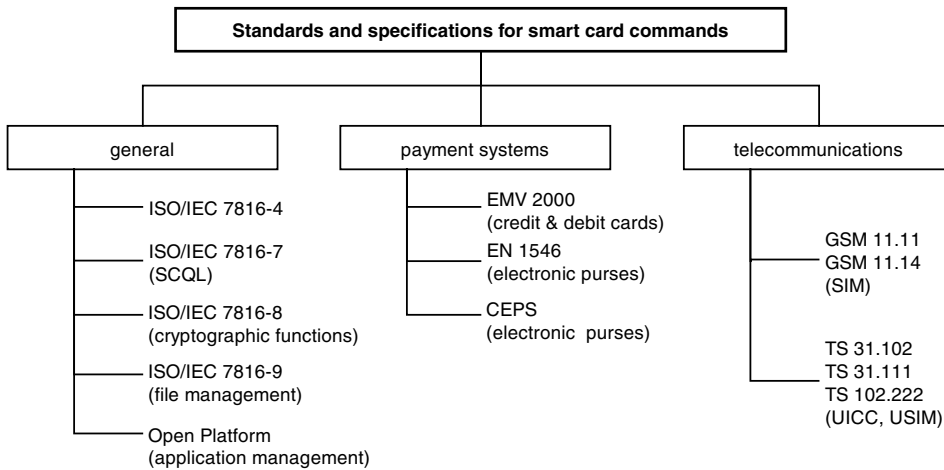 Standards and specifications for smart card commands
general
ISO/IEC 7816-4
ISO/IEC 7816-7
(SCQL)
ISO/IEC 7816-8
(cryptographic functions)
ISO/IEC 7816-9
(file management)
Open Platform
(application management)
payment systems
EMV 2000
(credit & debit cards)
EN 1546
(electronic purses)
CEPS
(electronic purses)
telecommunications
GSM 11.11
GSM 11.14
(SIM)
TS 31.102
TS 31.111
TS 102.222
(UICC, USIM)